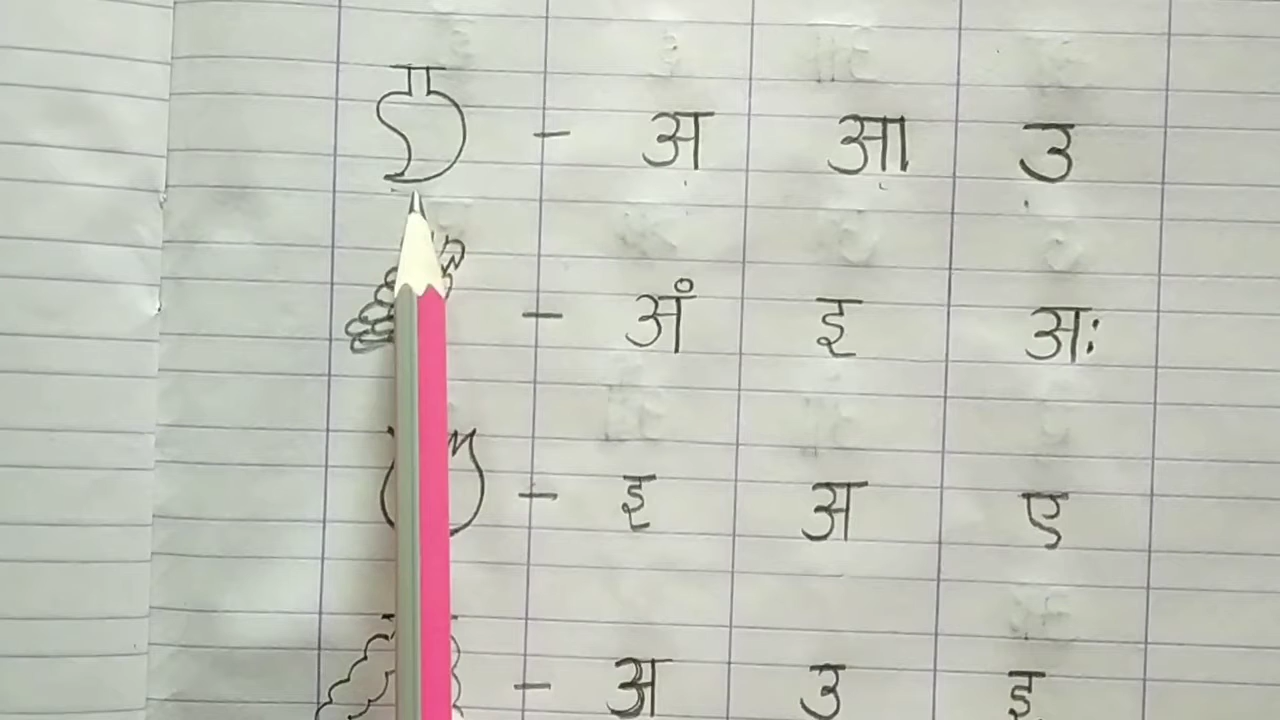 - अ आ उ
- अं इ अः
- इ अ ए
- अ उ इ